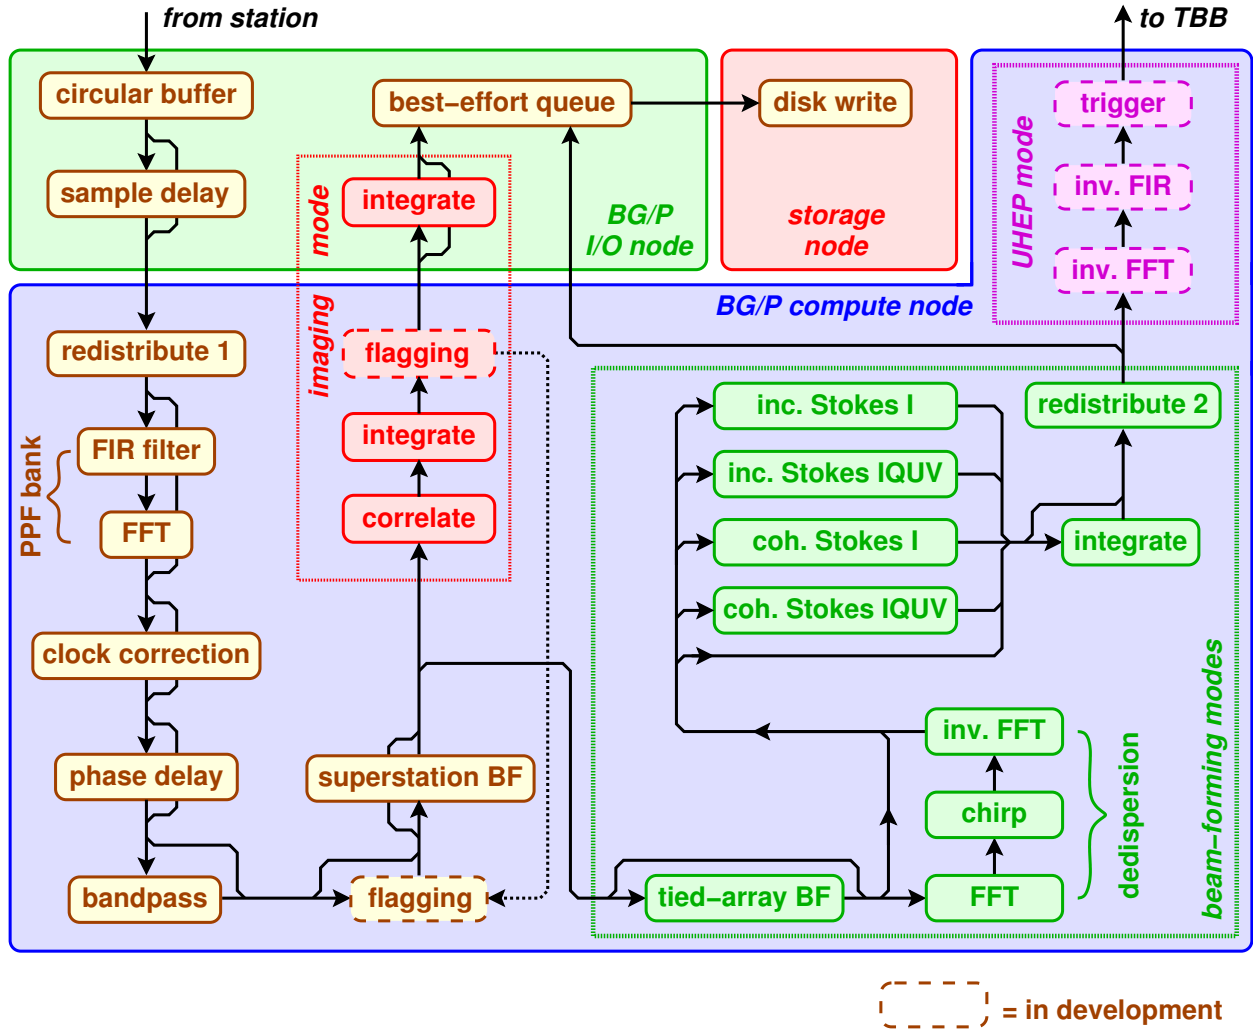 from station
to TBB
circular buffer
best-effort queue
disk write
trigger
sample delay
integrate
mode
BG/P
I/O node
storage
node
inv. FIR
UHEP mode
inv. FFT
BG/P compute node
redistribute 1
flagging
imaging
inc. Stokes I
redistribute 2
PPF bank
FIR filter
integrate
inc. Stokes IQUV
FFT
correlate
coh. Stokes I
integrate
coh. Stokes IQUV
clock correction
beam-forming modes
inv. FFT
phase delay
superstation BF
chirp
dedispersion
bandpass
flagging
tied-array BF
FFT
= in development